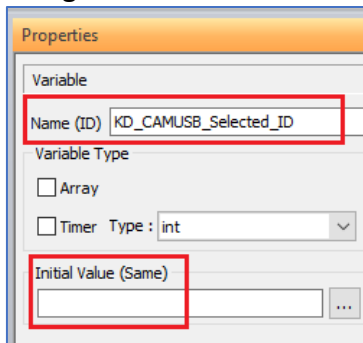 Properties
Variable
Name (ID) KD_CAMUSB_Selected_ID
Variable Type
Array
Timer Type : int
Initial Value (Same)
...